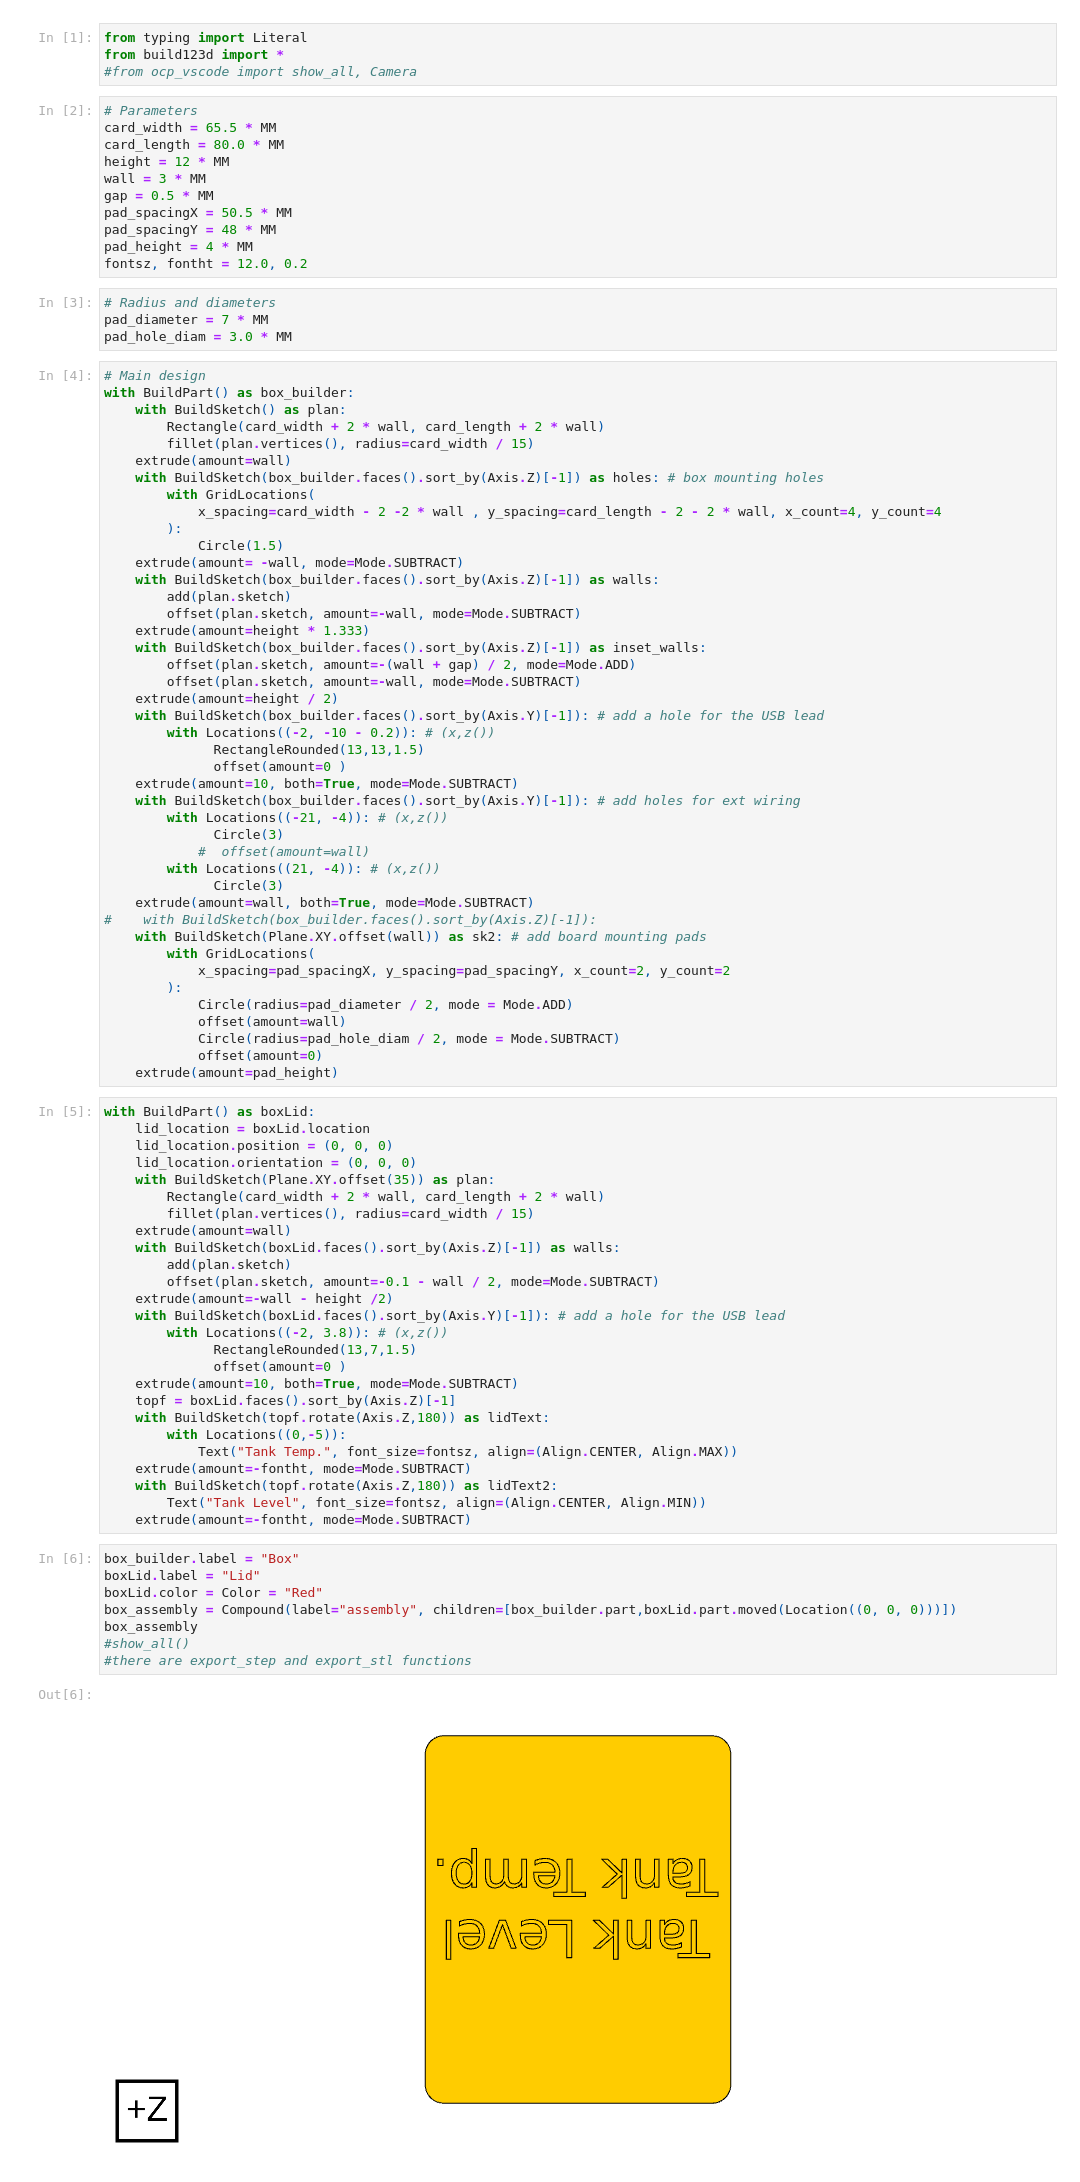 In [1]: from typing import Literal
from build123d import *
#from ocp_vscode import show_all, Camera
In [2]: # Parameters
card_width = 65.5 * MM
card_length = 80.0 * MM
height = 12 * MM
wall = 3 * MM
gap = 0.5 * MM
pad_spacingX = 50.5 * MM
pad_spacingY = 48 * MM
pad_height = 4 * MM
fontsz, fontht = 12.0, 0.2
In [3]: # Radius and diameters
pad_diameter = 7 * MM
pad_hole_diam = 3.0 * MM
In [4]: # Main design
with BuildPart() as box_builder:
    with BuildSketch() as plan:
        Rectangle(card_width + 2 * wall, card_length + 2 * wall)
        fillet(plan.vertices(), radius=card_width / 15)
    extrude(amount=wall)
    with BuildSketch(box_builder.faces().sort_by(Axis.Z)[-1]) as holes: # box mounting holes
        with GridLocations(
            x_spacing=card_width - 2 -2 * wall , y_spacing=card_length - 2 - 2 * wall, x_count=4, y_count=4
        ):
            Circle(1.5)
    extrude(amount= -wall, mode=Mode.SUBTRACT)
    with BuildSketch(box_builder.faces().sort_by(Axis.Z)[-1]) as walls:
        add(plan.sketch)
        offset(plan.sketch, amount=-wall, mode=Mode.SUBTRACT)
    extrude(amount=height * 1.333)
    with BuildSketch(box_builder.faces().sort_by(Axis.Z)[-1]) as inset_walls:
        offset(plan.sketch, amount=-(wall + gap) / 2, mode=Mode.ADD)
        offset(plan.sketch, amount=-wall, mode=Mode.SUBTRACT)
    extrude(amount=height / 2)
    with BuildSketch(box_builder.faces().sort_by(Axis.Y)[-1]): # add a hole for the USB lead
        with Locations((-2, -10 - 0.2)): # (x,z())
              RectangleRounded(13,13,1.5)
              offset(amount=0 )
    extrude(amount=10, both=True, mode=Mode.SUBTRACT)
    with BuildSketch(box_builder.faces().sort_by(Axis.Y)[-1]): # add holes for ext wiring
        with Locations((-21, -4)): # (x,z())
              Circle(3)
            #  offset(amount=wall)
        with Locations((21, -4)): # (x,z())
              Circle(3)
    extrude(amount=wall, both=True, mode=Mode.SUBTRACT)
#    with BuildSketch(box_builder.faces().sort_by(Axis.Z)[-1]):
    with BuildSketch(Plane.XY.offset(wall)) as sk2: # add board mounting pads
        with GridLocations(
            x_spacing=pad_spacingX, y_spacing=pad_spacingY, x_count=2, y_count=2
        ):
            Circle(radius=pad_diameter / 2, mode = Mode.ADD)
            offset(amount=wall)
            Circle(radius=pad_hole_diam / 2, mode = Mode.SUBTRACT)
            offset(amount=0)
    extrude(amount=pad_height)
In [5]: with BuildPart() as boxLid:
    lid_location = boxLid.location
    lid_location.position = (0, 0, 0)
    lid_location.orientation = (0, 0, 0)
    with BuildSketch(Plane.XY.offset(35)) as plan:
        Rectangle(card_width + 2 * wall, card_length + 2 * wall)
        fillet(plan.vertices(), radius=card_width / 15)
    extrude(amount=wall)
    with BuildSketch(boxLid.faces().sort_by(Axis.Z)[-1]) as walls:
        add(plan.sketch)
        offset(plan.sketch, amount=-0.1 - wall / 2, mode=Mode.SUBTRACT)
    extrude(amount=-wall - height /2)
    with BuildSketch(boxLid.faces().sort_by(Axis.Y)[-1]): # add a hole for the USB lead
        with Locations((-2, 3.8)): # (x,z())
              RectangleRounded(13,7,1.5)
              offset(amount=0 )
    extrude(amount=10, both=True, mode=Mode.SUBTRACT)
    topf = boxLid.faces().sort_by(Axis.Z)[-1]
    with BuildSketch(topf.rotate(Axis.Z,180)) as lidText:
        with Locations((0,-5)):
            Text("Tank Temp.", font_size=fontsz, align=(Align.CENTER, Align.MAX))
    extrude(amount=-fontht, mode=Mode.SUBTRACT)
    with BuildSketch(topf.rotate(Axis.Z,180)) as lidText2:
        Text("Tank Level", font_size=fontsz, align=(Align.CENTER, Align.MIN))
    extrude(amount=-fontht, mode=Mode.SUBTRACT)
In [6]: box_builder.label = "Box"
boxLid.label = "Lid"
boxLid.color = Color = "Red"
box_assembly = Compound(label="assembly", children=[box_builder.part,boxLid.part.moved(Location((0, 0, 0)))])
box_assembly
#show_all()
#there are export_step and export_stl functions
Out[6]:
Tank Temp.
Tank Level
+Z